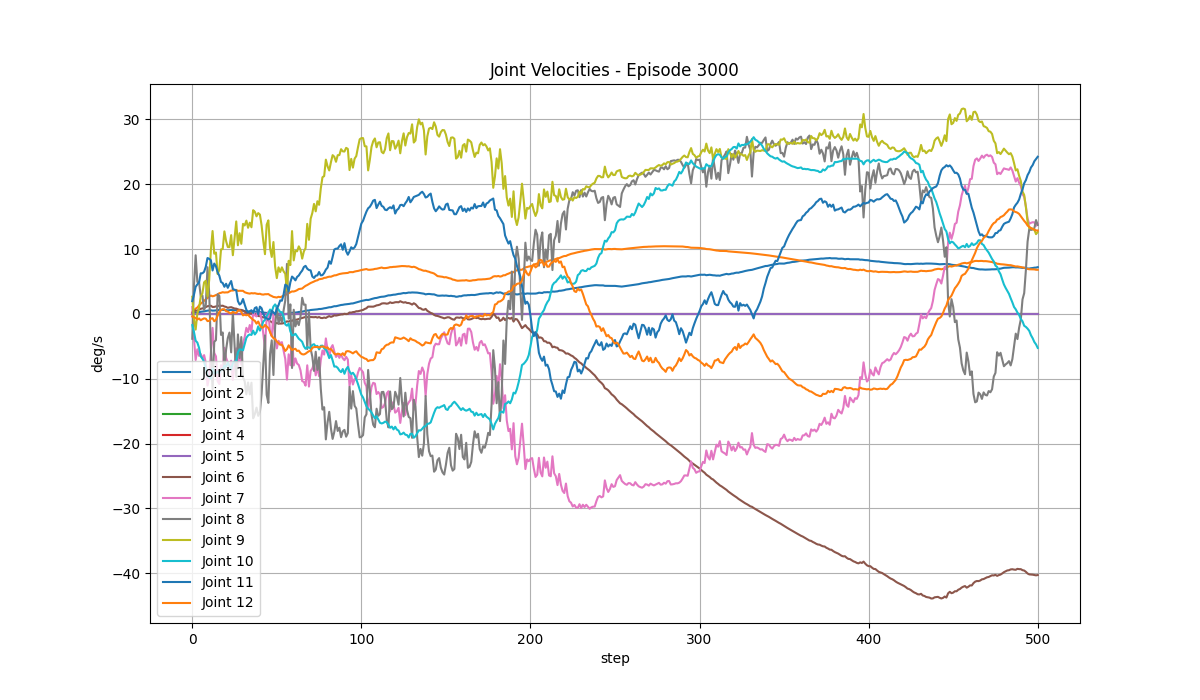 Joint Velocities - Episode 3000
deg/s
30
20
10
0
−10
−20
−30
−40
Joint 1
Joint 2
Joint 3
Joint 4
Joint 5
Joint 6
Joint 7
Joint 8
Joint 9
Joint 10
Joint 11
Joint 12
0
100
200
300
400
500
step